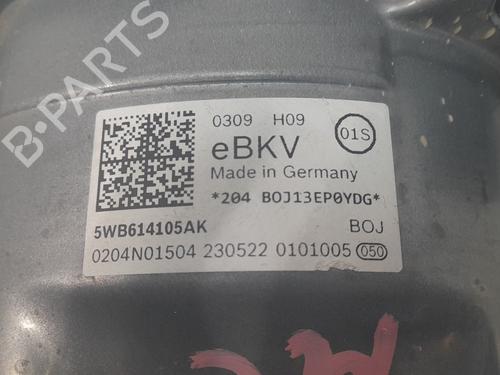 0309 H09
01S
eBKV
Made in Germany
*204 BOJ13EP0YDG*
5WB614105AK BOJ
0204N01504 230522 0101005 050
B-PARTS